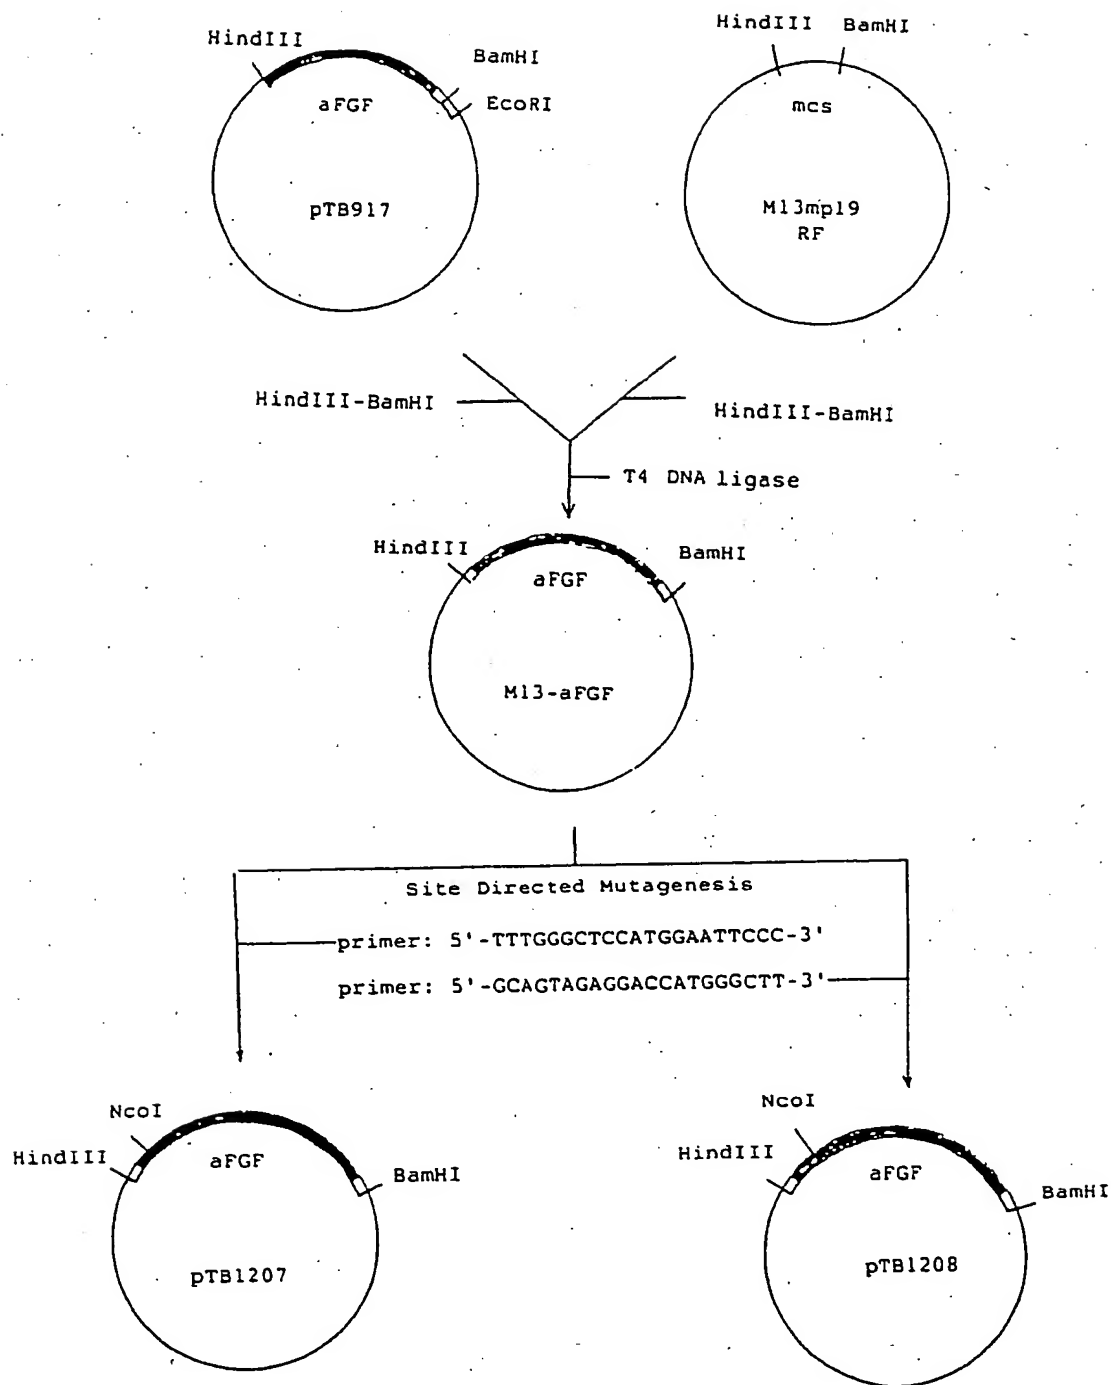 HindIII
BamHI
EcoRI
aFGF
pTB917
HindIII BamHI
mcs
M13mp19
RF
HindIII-BamHI
HindIII-BamHI
T4 DNA ligase
HindIII
BamHI
aFGF
M13-aFGF
Site Directed Mutagenesis
primer: 5'-TTTGGGCTCCATGGAATTCCC-3'
primer: 5'-GCAGTAGAGGACCATGGGCTT-3'
NcoI
HindIII
aFGF
BamHI
pTB1207
NcoI
HindIII
aFGF
BamHI
pTB1208